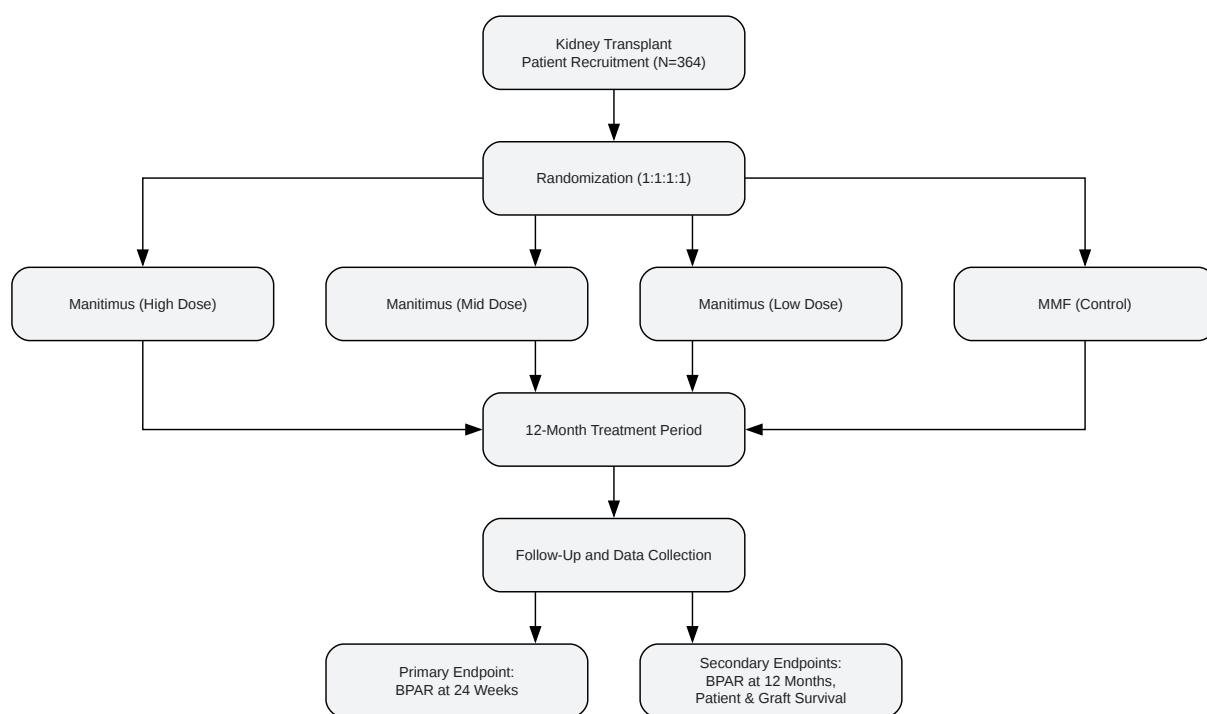 Kidney Transplant
Patient Recruitment (N=364)
Randomization (1:1:1:1)
Manitimus (High Dose)
Manitimus (Mid Dose)
Manitimus (Low Dose)
MMF (Control)
12-Month Treatment Period
Follow-Up and Data Collection
Primary Endpoint:
BPAR at 24 Weeks
Secondary Endpoints:
BPAR at 12 Months,
Patient & Graft Survival